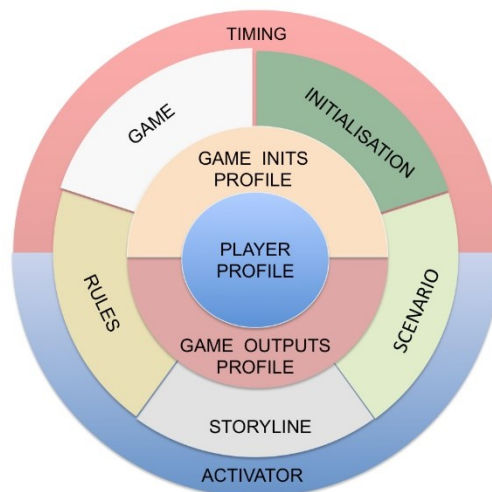 TIMING
GAME
INITIALISATION
GAME INITS
PROFILE
PLAYER
PROFILE
RULES
SCENARIO
GAME OUTPUTS
PROFILE
STORYLINE
ACTIVATOR